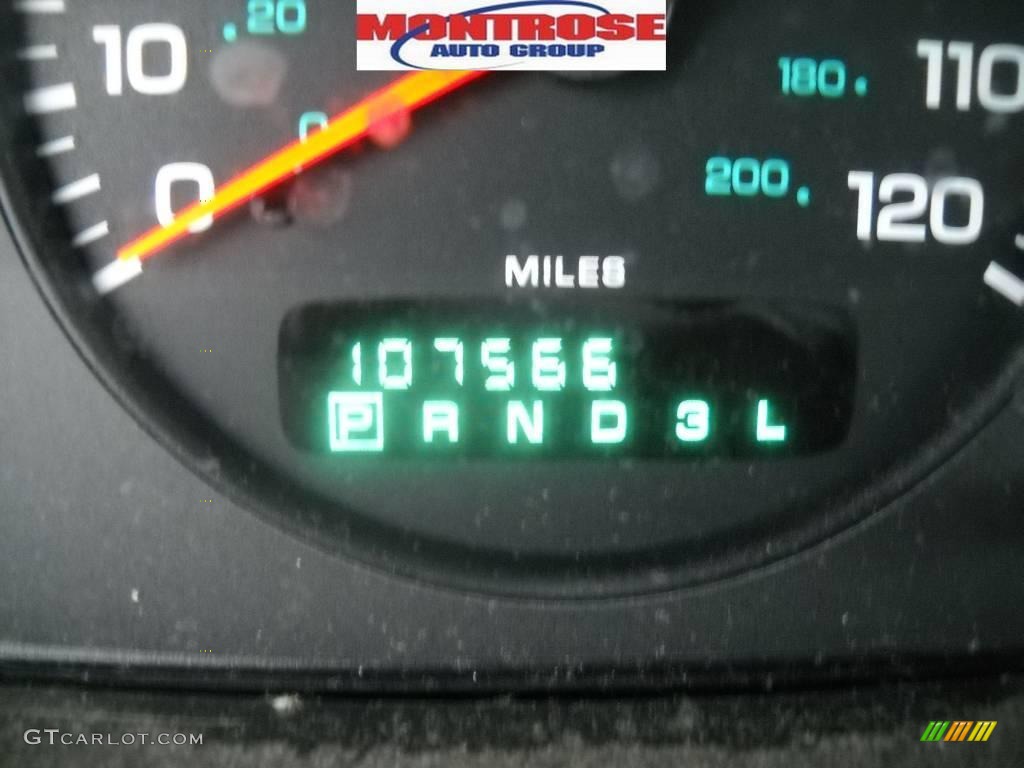 MONTROSE
AUTO GROUP
10
20
0
0
180
110
200
120
MILES
107566
P R N D 3 L
GTCARLOT.COM